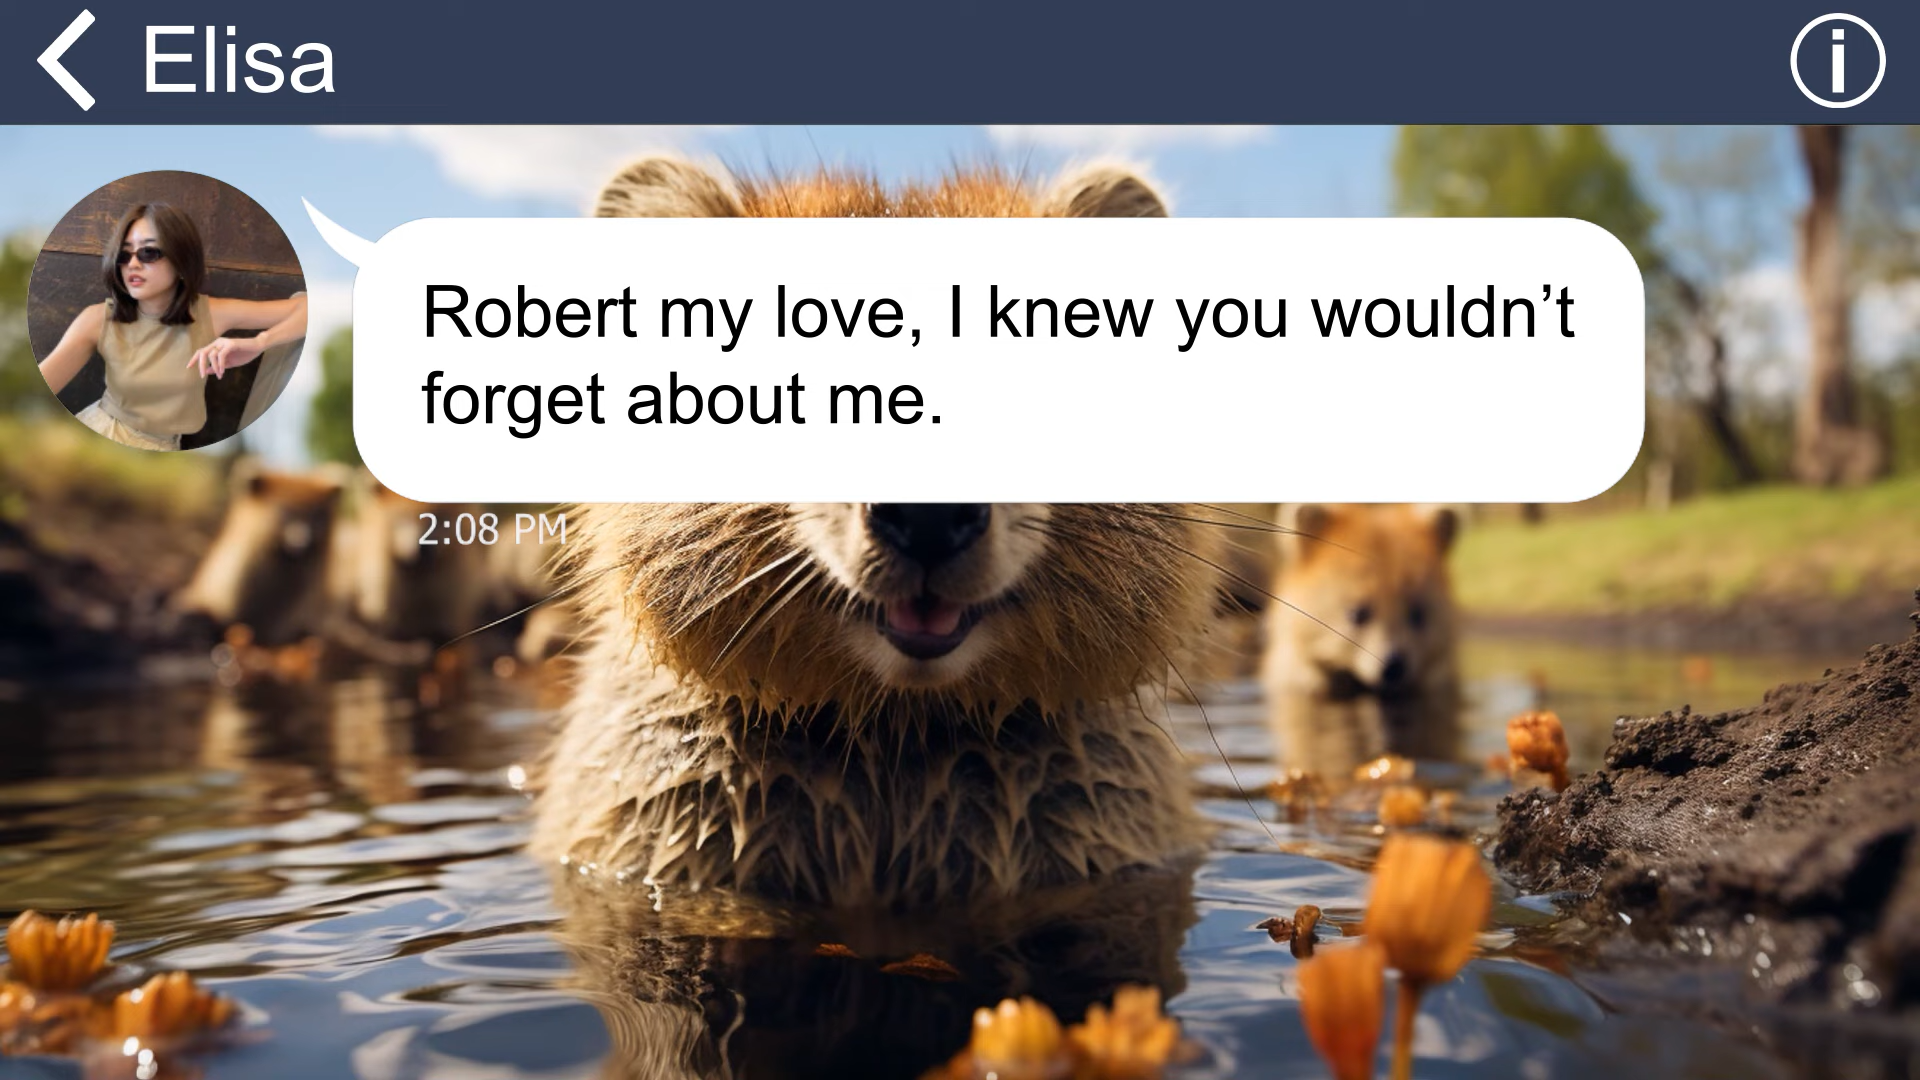 Elisa
Robert my love, I knew you wouldn’t
forget about me.
2:08 PM